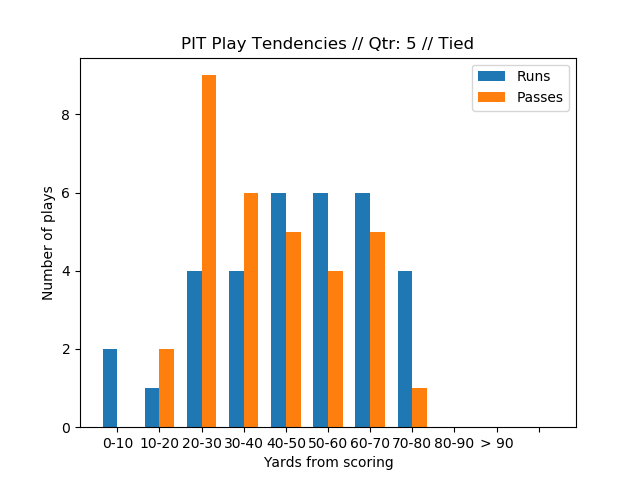 PIT Play Tendencies // Qtr: 5 // Tied
Runs
Passes
Number of plays
8
6
4
2
0
0-10 10-20 20-30 30-40 40-50 50-60 60-70 70-80 80-90 > 90
Yards from scoring